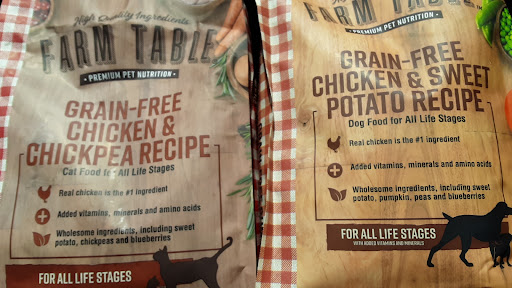 High Quality Ingredients
FARM TABLE
• PREMIUM PET NUTRITION •
GRAIN-FREE
CHICKEN &
CHICKPEA RECIPE
Cat Food for All Life Stages
Real chicken is the #1 ingredient
Added vitamins, minerals and amino acids
Wholesome ingredients, including sweet
potato, chickpeas and blueberries
FOR ALL LIFE STAGES
FARM TABLE
PREMIUM PET NUTRITION •
GRAIN-FREE
CHICKEN & SWEET
POTATO RECIPE
Dog Food for All Life Stages
Real chicken is the #1 ingredient
Added vitamins, minerals and amino acids
Wholesome ingredients, including sweet
potato, pumpkin, peas and blueberries
FOR ALL LIFE STAGES
WITH ADDED VITAMINS AND MINERALS